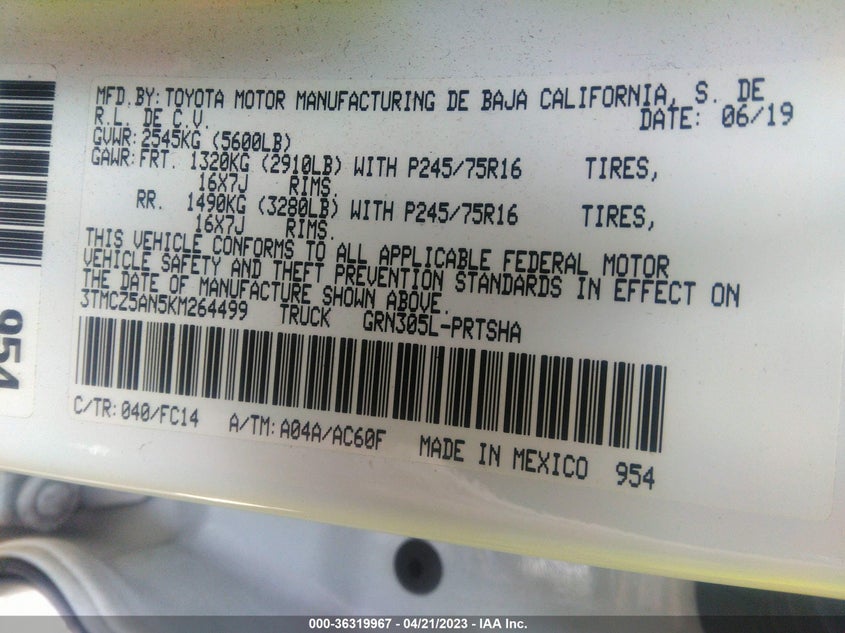 MFD.BY:TOYOTA MOTOR MANUFACTURING DE BAJA CALIFORNIA, S. DE
R.L. DE C.V.
DATE: 06/19
GVWR:2545KG (5600LB)
GAWR:FRT. 1320KG (2910LB) WITH P245/75R16 TIRES,
16X7J RIMS.
RR. 1490KG (3280LB) WITH P245/75R16 TIRES,
16X7J RIMS.
THIS VEHICLE CONFORMS TO ALL APPLICABLE FEDERAL MOTOR
VEHICLE SAFETY AND THEFT PREVENTION STANDARDS IN EFFECT ON
THE DATE OF MANUFACTURE SHOWN ABOVE.
3TMCZ5AN5KM264499 TRUCK GRN305L-PRTSHA
C/TR:040/FC14 A/TM:A04A/AC60F MADE IN MEXICO 954
954
000-36319967 - 04/21/2023 - IAA Inc.